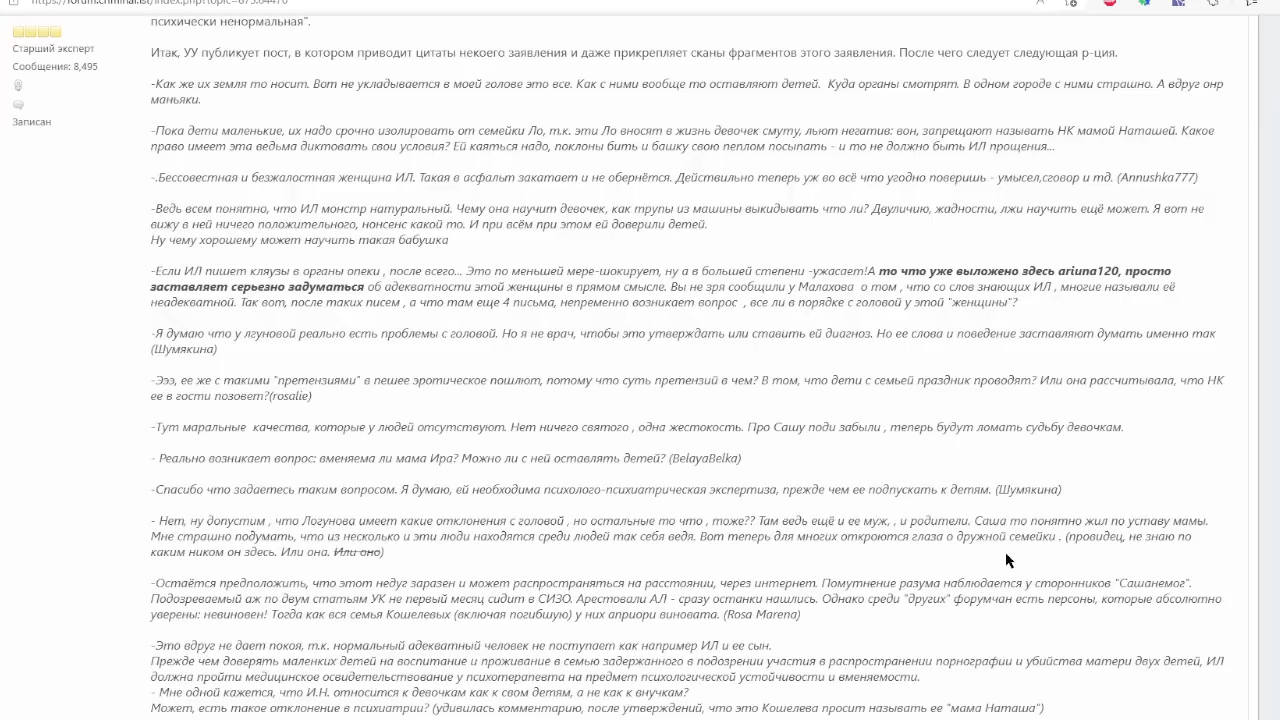 https://forum.criminal.ist/index.php?topic=675.64470
психически ненормальная".
Старший эксперт
Сообщения: 8,495
Записан
Итак, УУ публикует пост, в котором приводит цитаты некоего заявления и даже прикрепляет сканы фрагментов этого заявления. После чего следует следующая р-ция.
-Как же их земля то носит. Вот не укладывается в моей голове это все. Как с ними вообще то оставляют детей. Куда органы смотрят. В одном городе с ними страшно. А вдруг онр
маньяки.
-Пока дети маленькие, их надо срочно изолировать от семейки Ло, т.к. эти Ло вносят в жизнь девочек смуту, льют негатив: вон, запрещают называть НК мамой Наташей. Какое
право имеет эта ведьма диктовать свои условия? Ей каяться надо, поклоны бить и башку свою пеплом посыпать - и то не должно быть ИЛ прощения...
-.Бессовестная и безжалостная женщина ИЛ. Такая в асфальт закатает и не обернётся. Действительно теперь уж во всё что угодно поверишь - умысел,сговор и тд. (Annushka777)
-Ведь всем понятно, что ИЛ монстр натуральный. Чему она научит девочек, как трупы из машины выкидывать что ли? Двуличию, жадности, лжи научить ещё может. Я вот не
вижу в ней ничего положительного, нонсенс какой то. И при всём при этом ей доверили детей.
Ну чему хорошему может научить такая бабушка
-Если ИЛ пишет кляузы в органы опеки , после всего... Это по меньшей мере-шокирует, ну а в большей степени -ужасает!А то что уже выложено здесь ariuna120, просто
заставляет серьезно задуматься об адекватности этой женщины в прямом смысле. Вы не зря сообщили у Малахова о том , что со слов знающих ИЛ , многие называли её
неадекватной. Так вот, после таких писем , а что там еще 4 письма, непременно возникает вопрос , все ли в порядке с головой у этой "женщины"?
-Я думаю что у лгуновой реально есть проблемы с головой. Но я не врач, чтобы это утверждать или ставить ей диагноз. Но ее слова и поведение заставляют думать именно так
(Шумякина)
-Эээ, ее же с такими "претензиями" в пешее эротическое пошлют, потому что суть претензий в чем? В том, что дети с семьей праздник проводят? Или она рассчитывала, что НК
ее в гости позовет?(rosalie)
-Тут маральные качества, которые у людей отсутствуют. Нет ничего святого , одна жестокость. Про Сашу поди забыли , теперь будут ломать судьбу девочкам.
- Реально возникает вопрос: вменяема ли мама Ира? Можно ли с ней оставлять детей? (BelayaBelka)
-Спасибо что задаетесь таким вопросом. Я думаю, ей необходима психолого-психиатрическая экспертиза, прежде чем ее подпускать к детям. (Шумякина)
- Нет, ну допустим , что Логунова имеет какие отклонения с головой , но остальные то что , тоже?? Там ведь ещё и ее муж, , и родители. Саша то понятно жил по уставу мамы.
Мне страшно подумать, что из несколько и эти люди находятся среди людей так себя ведя. Вот теперь для многих откроются глаза о дружной семейки . (провидец, не знаю по
каким ником он здесь. Или она. Или оно)
-Остаётся предположить, что этот недуг заразен и может распространяться на расстоянии, через интернет. Помутнение разума наблюдается у сторонников "Сашанемог".
Подозреваемый аж по двум статьям УК не первый месяц сидит в СИЗО. Арестовали АЛ - сразу останки нашлись. Однако среди "других" форумчан есть персоны, которые абсолютно
уверены: невиновен! Тогда как вся семья Кошелевых (включая погибшую) у них априори виновата. (Rosa Marena)
-Это вдруг не дает покоя, т.к. нормальный адекватный человек не поступает как например ИЛ и ее сын.
Прежде чем доверять маленких детей на воспитание и проживание в семью задержанного в подозрении участия в распространении порнографии и убийства матери двух детей, ИЛ
должна пройти медицинское освидетельствование у психотерапевта на предмет психологической устойчивости и вменяемости.
- Мне одной кажется, что И.Н. относится к девочкам как к свом детям, а не как к внучкам?
Может, есть такое отклонение в психиатрии? (удивилась комментарию, после утверждений, что это Кошелева просит называть ее "мама Наташа")